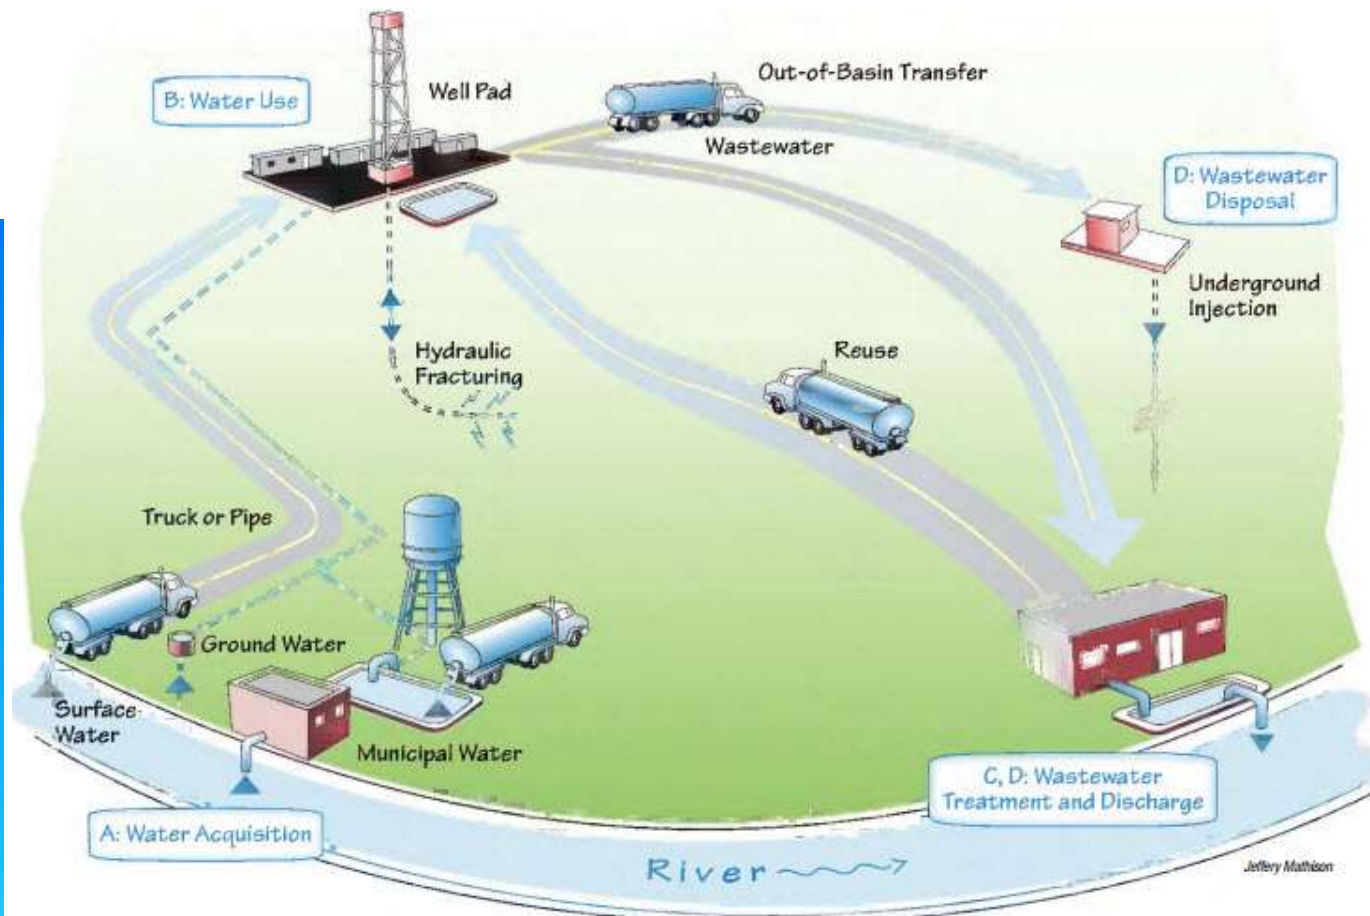 Out-of-Basin Transfer
B: Water Use
Well Pad
Wastewater
D: Wastewater
Disposal
Underground
Injection
Hydraulic
Fracturing
Reuse
Truck or Pipe
Ground Water
Surface
Water
Municipal Water
C, D: Wastewater
Treatment and Discharge
A: Water Acquisition
River
Jeffery Mathison